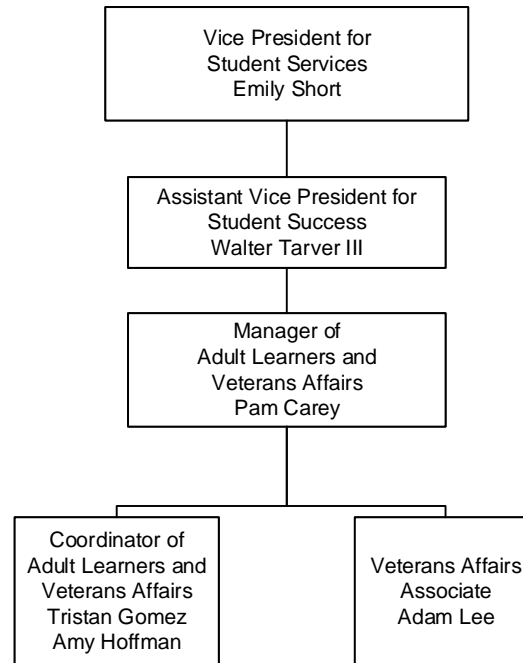 Vice President for
Student Services
Emily Short
Assistant Vice President for
Student Success
Walter Tarver III
Manager of
Adult Learners and
Veterans Affairs
Pam Carey
Coordinator of
Adult Learners and
Veterans Affairs
Tristan Gomez
Amy Hoffman
Veterans Affairs
Associate
Adam Lee